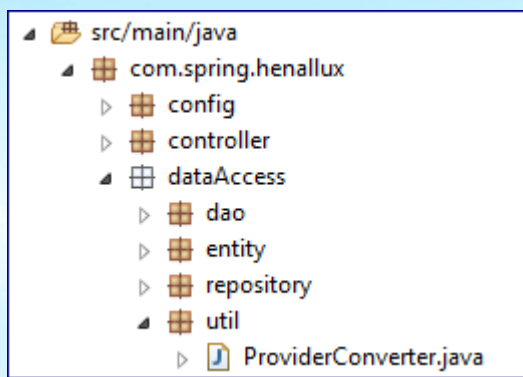 src/main/java
com.spring.henallux
config
controller
dataAccess
dao
entity
repository
util
ProviderConverter.java